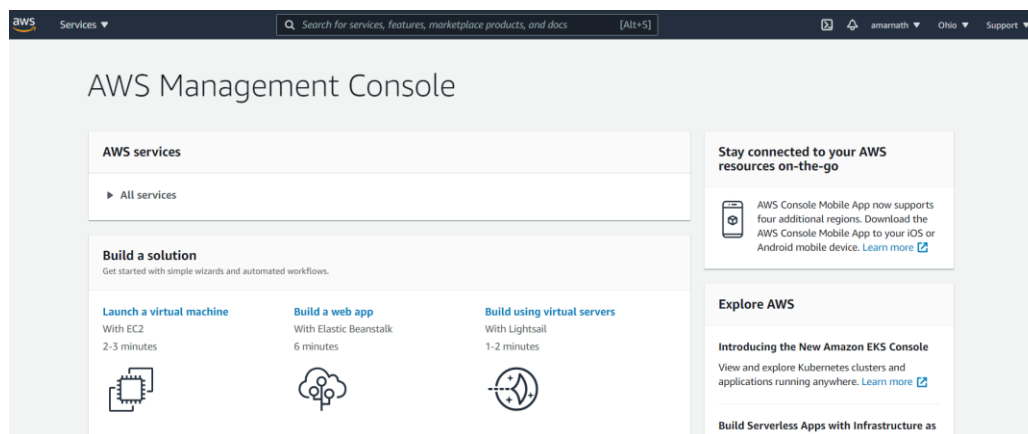 aws Services ▼ Search for services, features, marketplace products, and docs [Alt+S] amarnath ▼ Ohio ▼ Support ▼
AWS Management Console
AWS services
All services
Build a solution
Get started with simple wizards and automated workflows.
Launch a virtual machine
With EC2
2-3 minutes
Build a web app
With Elastic Beanstalk
6 minutes
Build using virtual servers
With Lightsail
1-2 minutes
Stay connected to your AWS
resources on-the-go
AWS Console Mobile App now supports
four additional regions. Download the
AWS Console Mobile App to your iOS or
Android mobile device. Learn more
Explore AWS
Introducing the New Amazon EKS Console
View and explore Kubernetes clusters and
applications running anywhere. Learn more
Build Serverless Apps with Infrastructure as